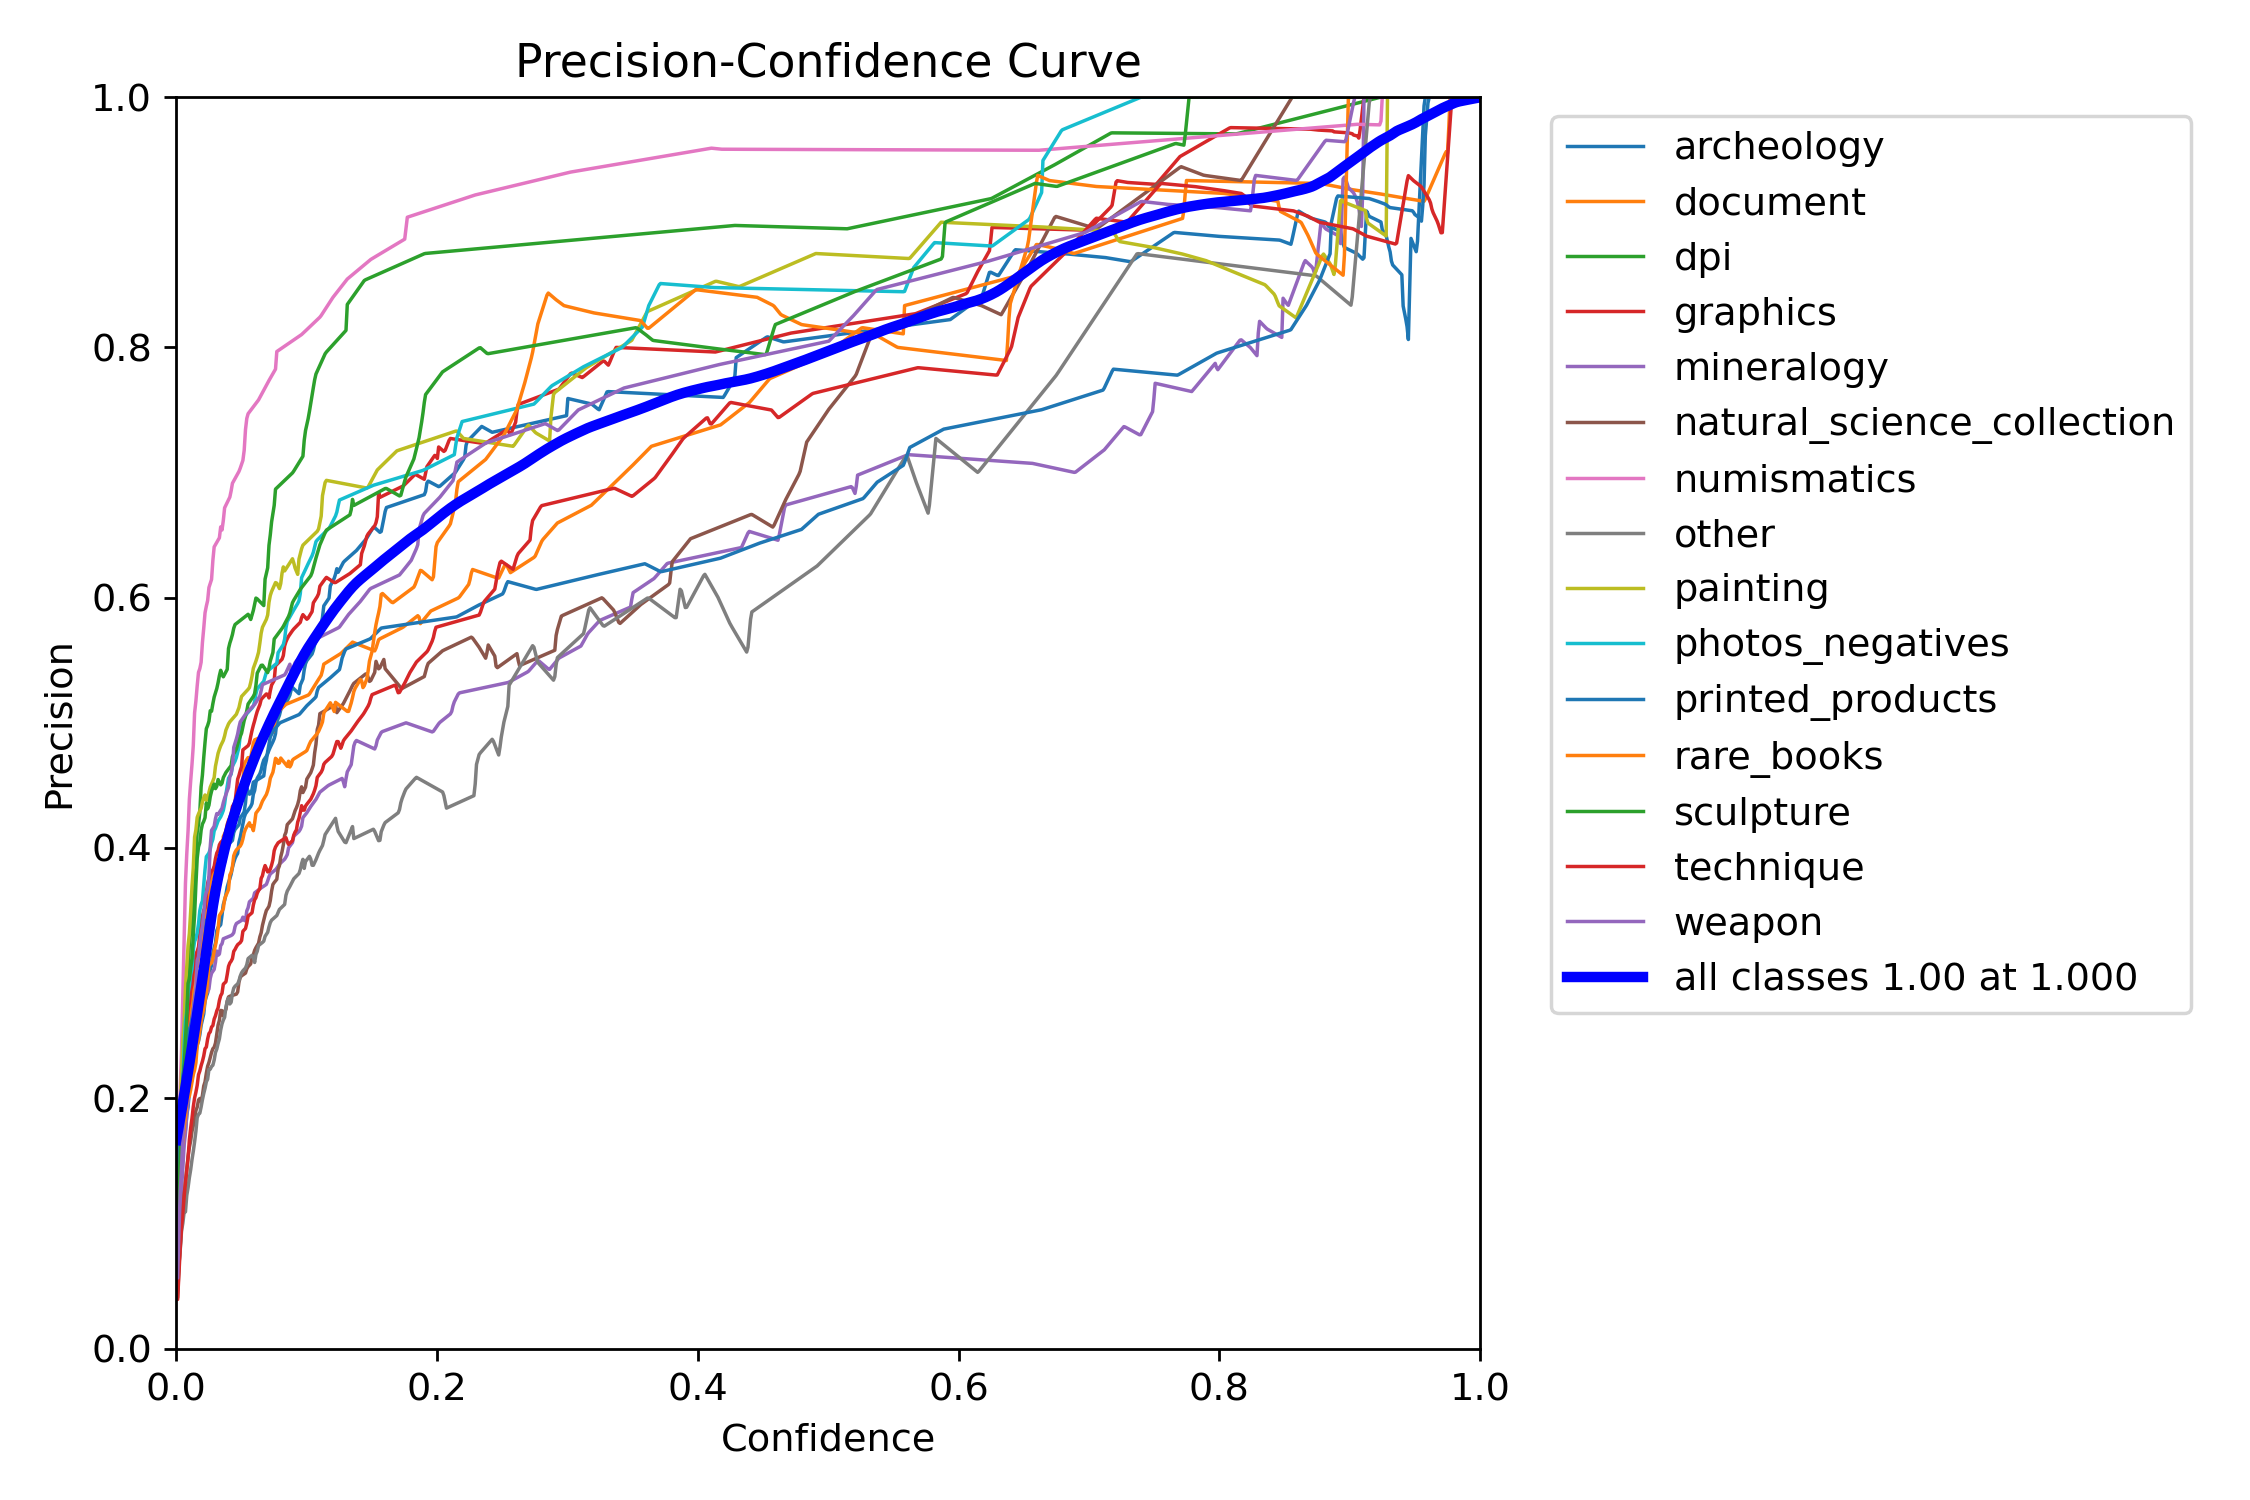 Precision-Confidence Curve
1.0
0.8
0.6
0.4
0.2
0.0
Precision
0.0 0.2 0.4 0.6 0.8 1.0
Confidence
archeology
document
dpi
graphics
mineralogy
natural_science_collection
numismatics
other
painting
photos_negatives
printed_products
rare_books
sculpture
technique
weapon
all classes 1.00 at 1.000